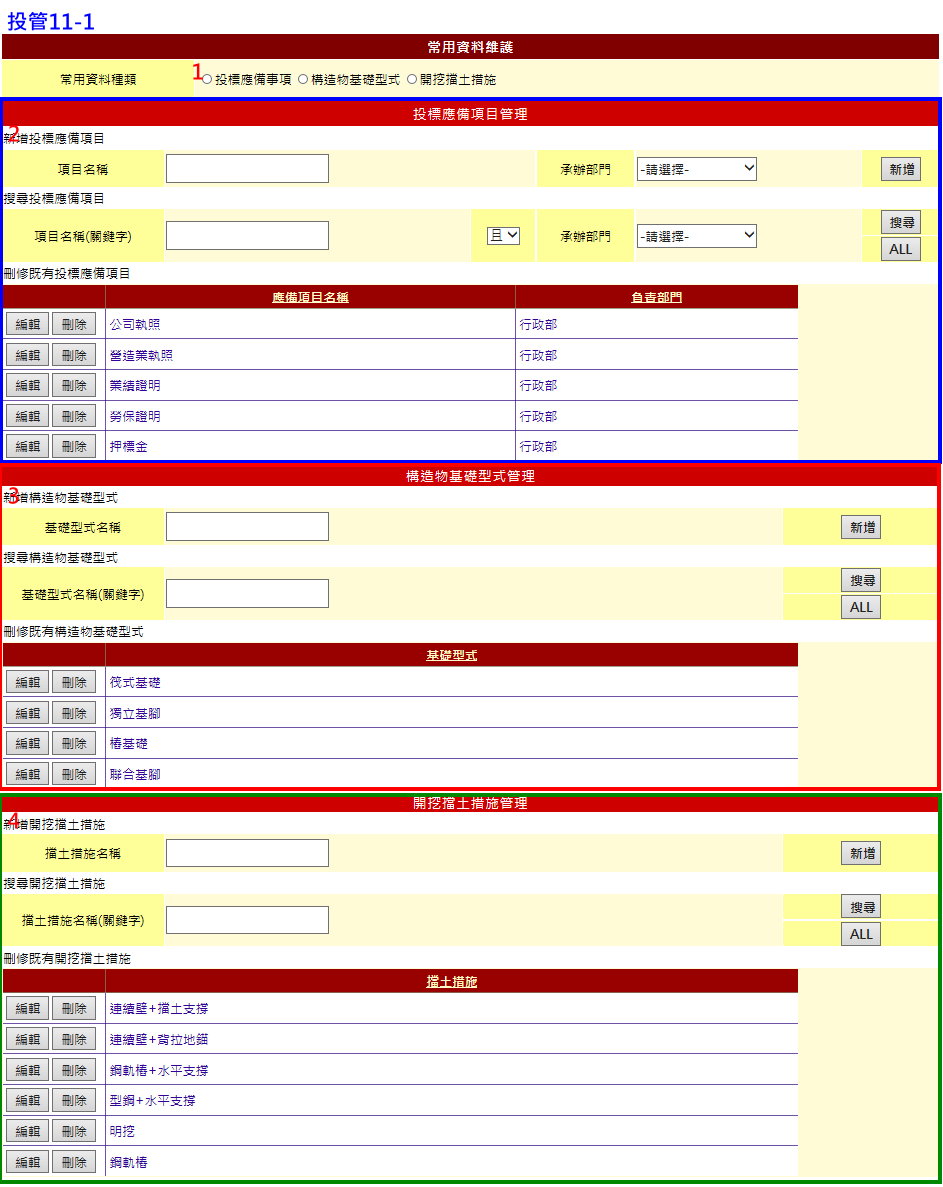 投管11-1
常用資料維護
常用資料種類 1 投標應備事項 構造物基礎型式 開挖擋土措施
投標應備項目管理
2
新增投標應備項目
項目名稱 承辦部門 -請選擇- 新增
搜尋投標應備項目
項目名稱(關鍵字) 且 承辦部門 -請選擇- 搜尋
ALL
刪修既有投標應備項目
應備項目名稱 負責部門
編輯 刪除 公司執照 行政部
編輯 刪除 營造業執照 行政部
編輯 刪除 業績證明 行政部
編輯 刪除 勞保證明 行政部
編輯 刪除 押標金 行政部
構造物基礎型式管理
3
新增構造物基礎型式
基礎型式名稱 新增
搜尋構造物基礎型式
基礎型式名稱(關鍵字) 搜尋
ALL
刪修既有構造物基礎型式
基礎型式
編輯 刪除 筏式基礎
編輯 刪除 獨立基腳
編輯 刪除 樁基礎
編輯 刪除 聯合基腳
開挖擋土措施管理
4
新增開挖擋土措施
擋土措施名稱 新增
搜尋開挖擋土措施
擋土措施名稱(關鍵字) 搜尋
ALL
刪修既有開挖擋土措施
擋土措施
編輯 刪除 連續壁+擋土支撐
編輯 刪除 連續壁+背拉地錨
編輯 刪除 鋼軌樁+水平支撐
編輯 刪除 型鋼+水平支撐
編輯 刪除 明挖
編輯 刪除 鋼軌樁